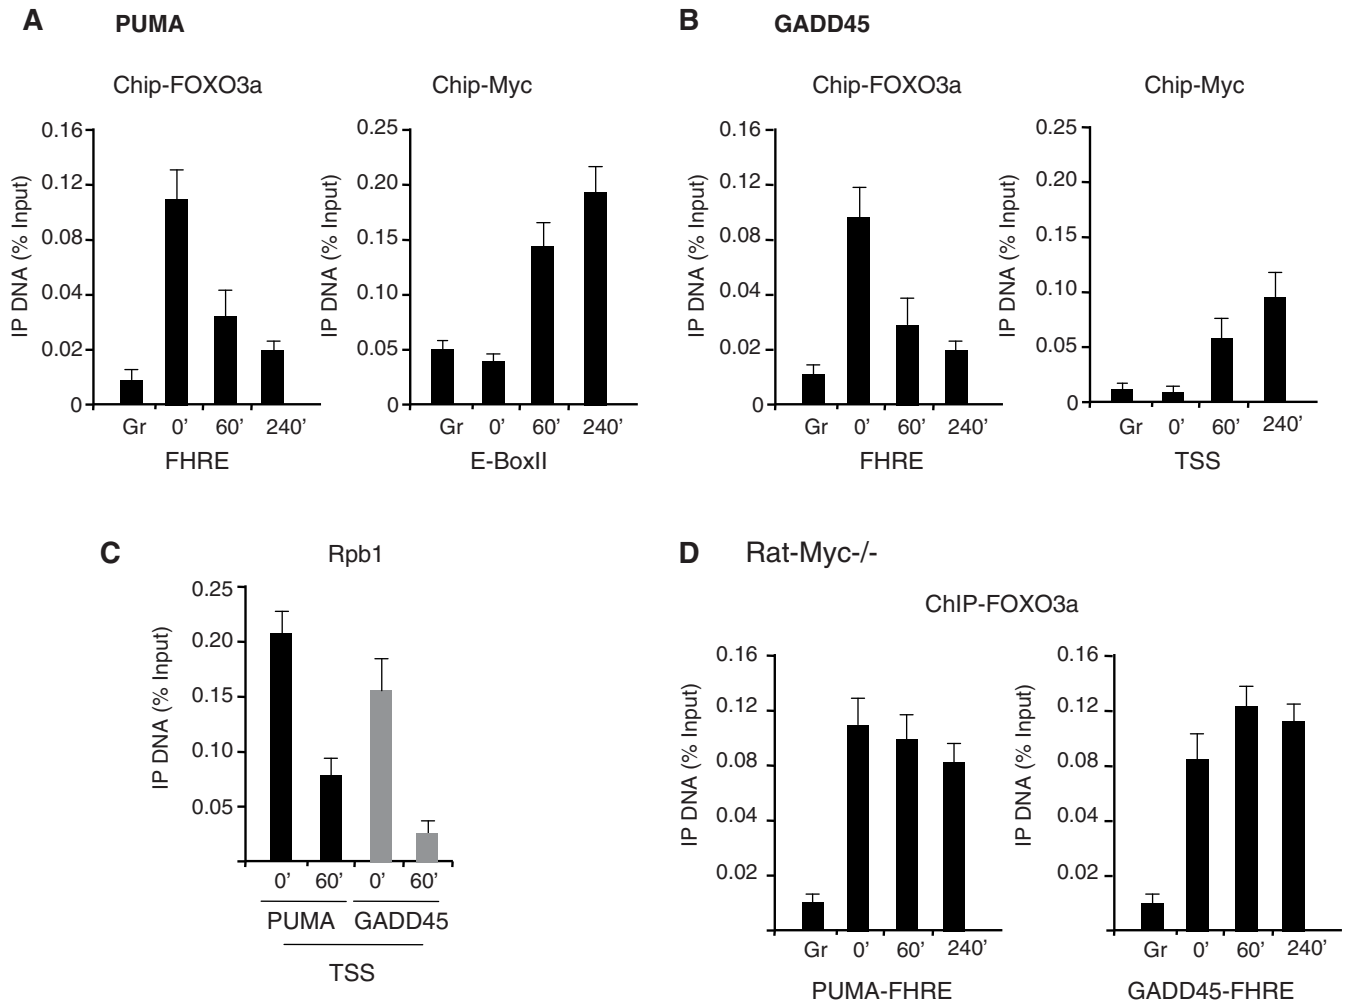 A PUMA
Chip-FOXO3a
IP DNA (% Input)
0.16
0.12
0.08
0.04
0.02
0
Gr 0’ 60’ 240’
FHRE
Chip-Myc
IP DNA (% Input)
0.25
0.20
0.15
0.10
0.05
0
Gr 0’ 60’ 240’
E-BoxII
B GADD45
Chip-FOXO3a
IP DNA (% Input)
0.16
0.12
0.08
0.04
0.02
0
Gr 0’ 60’ 240’
FHRE
Chip-Myc
IP DNA (% Input)
0.25
0.20
0.15
0.10
0.05
0
Gr 0’ 60’ 240’
TSS
C Rpb1
IP DNA (% Input)
0.25
0.20
0.15
0.10
0.05
0’ 60’ 0’ 60’
PUMA GADD45
TSS
D Rat-Myc-/-
ChIP-FOXO3a
IP DNA (% Input)
0.16
0.12
0.08
0.04
0.02
Gr 0’ 60’ 240’
PUMA-FHRE
IP DNA (% Input)
0.16
0.12
0.08
0.04
0.02
Gr 0’ 60’ 240’
GADD45-FHRE